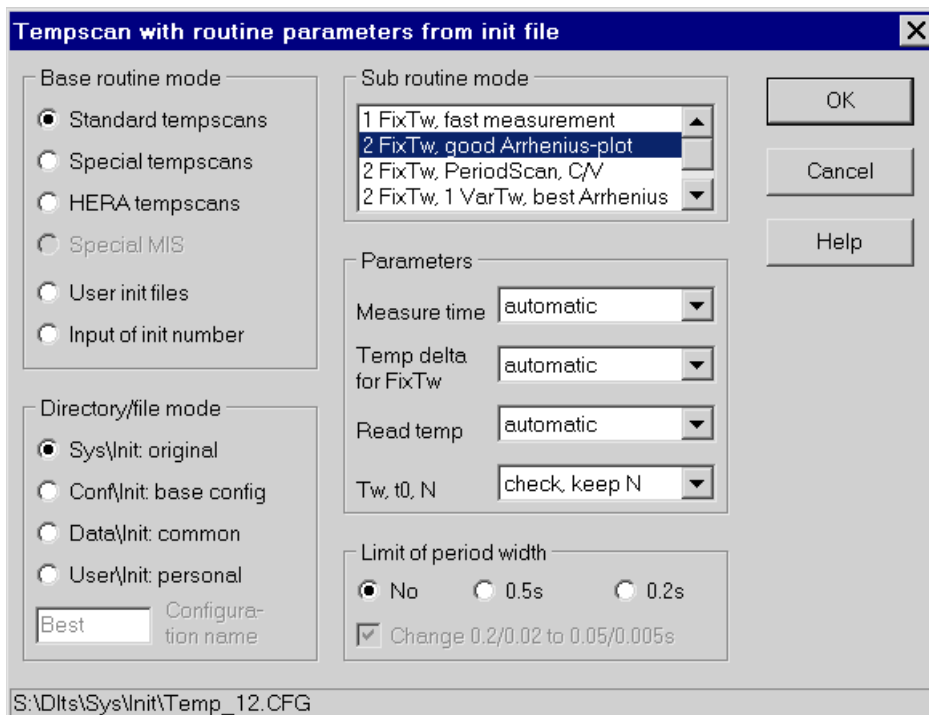 Tempscan with routine parameters from init file
Base routine mode
Standard tempscans
Special tempscans
HERA tempscans
Special MIS
User init files
Input of init number
Directory/file mode
Sys\Init: original
Conf\Init: base config
Data\Init: common
User\Init: personal
Best
Configura-
tion name
Sub routine mode
1 FixTw, fast measurement
2 FixTw, good Arrhenius-plot
2 FixTw, PeriodScan, C/V
2 FixTw, 1 VarTw, best Arrhenius
Parameters
Measure time automatic
Temp delta
for FixTw
automatic
Read temp automatic
Tw, t0, N check, keep N
Limit of period width
No 0.5s 0.2s
Change 0.2/0.02 to 0.05/0.005s
OK
Cancel
Help
S:\Dlts\Sys\Init\Temp_12.CFG